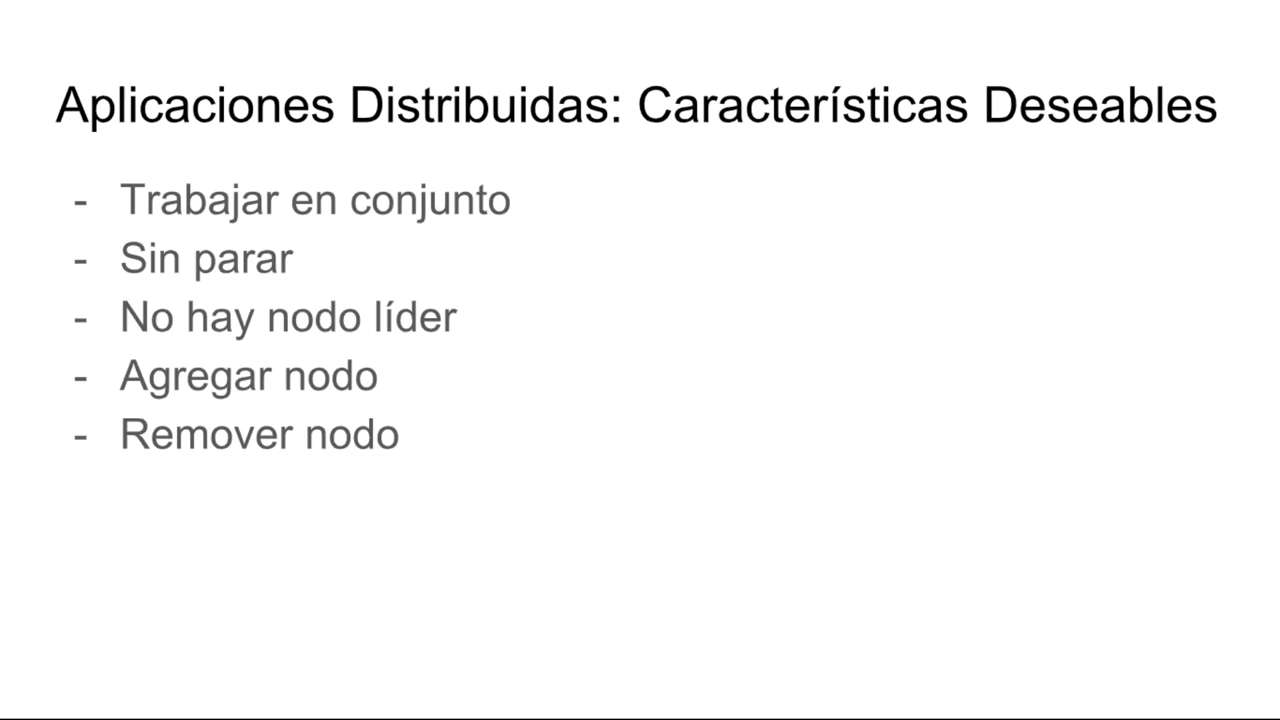 Aplicaciones Distribuidas: Características Deseables
- Trabajar en conjunto
- Sin parar
- No hay nodo líder
- Agregar nodo
- Remover nodo